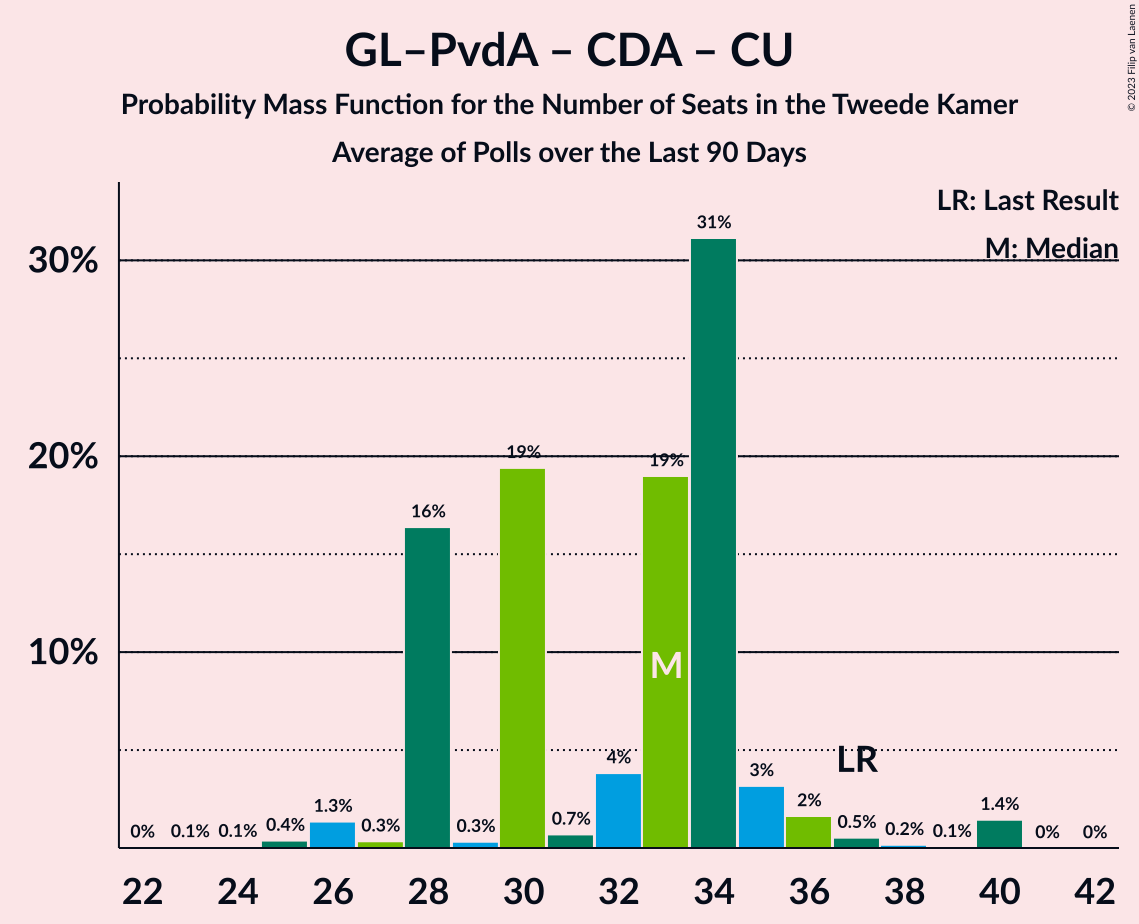 GL–PvdA – CDA – CU
Probability Mass Function for the Number of Seats in the Tweede Kamer
Average of Polls over the Last 90 Days
© 2023 Filip van Laenen
LR: Last Result
M: Median
30%
20%
10%
0%
0.1%
0.1%
0.4%
1.3%
0.3%
16%
0.3%
19%
0.7%
4%
19%
31%
3%
2%
0.5%
0.2%
0.1%
1.4%
0%
0%
M
LR
22 24 26 28 30 32 34 36 38 40 42